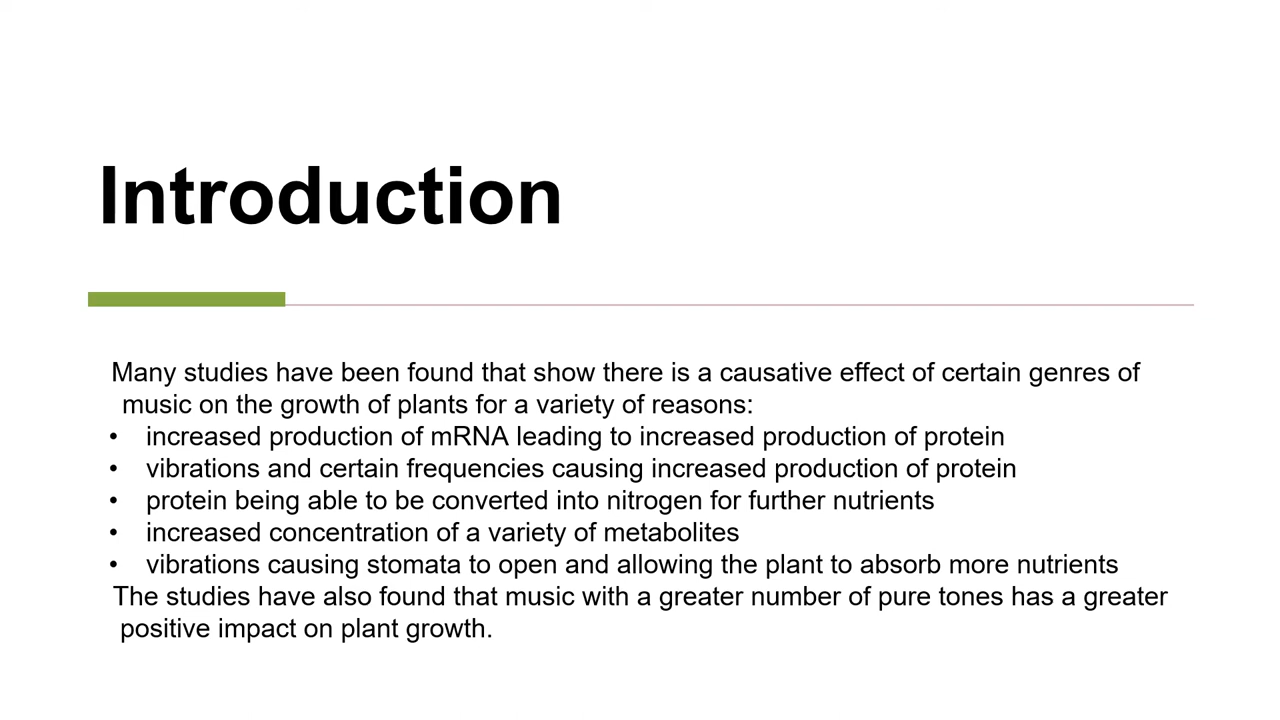 Introduction
Many studies have been found that show there is a causative effect of certain genres of
music on the growth of plants for a variety of reasons:
• increased production of mRNA leading to increased production of protein
• vibrations and certain frequencies causing increased production of protein
• protein being able to be converted into nitrogen for further nutrients
• increased concentration of a variety of metabolites
• vibrations causing stomata to open and allowing the plant to absorb more nutrients
The studies have also found that music with a greater number of pure tones has a greater
positive impact on plant growth.